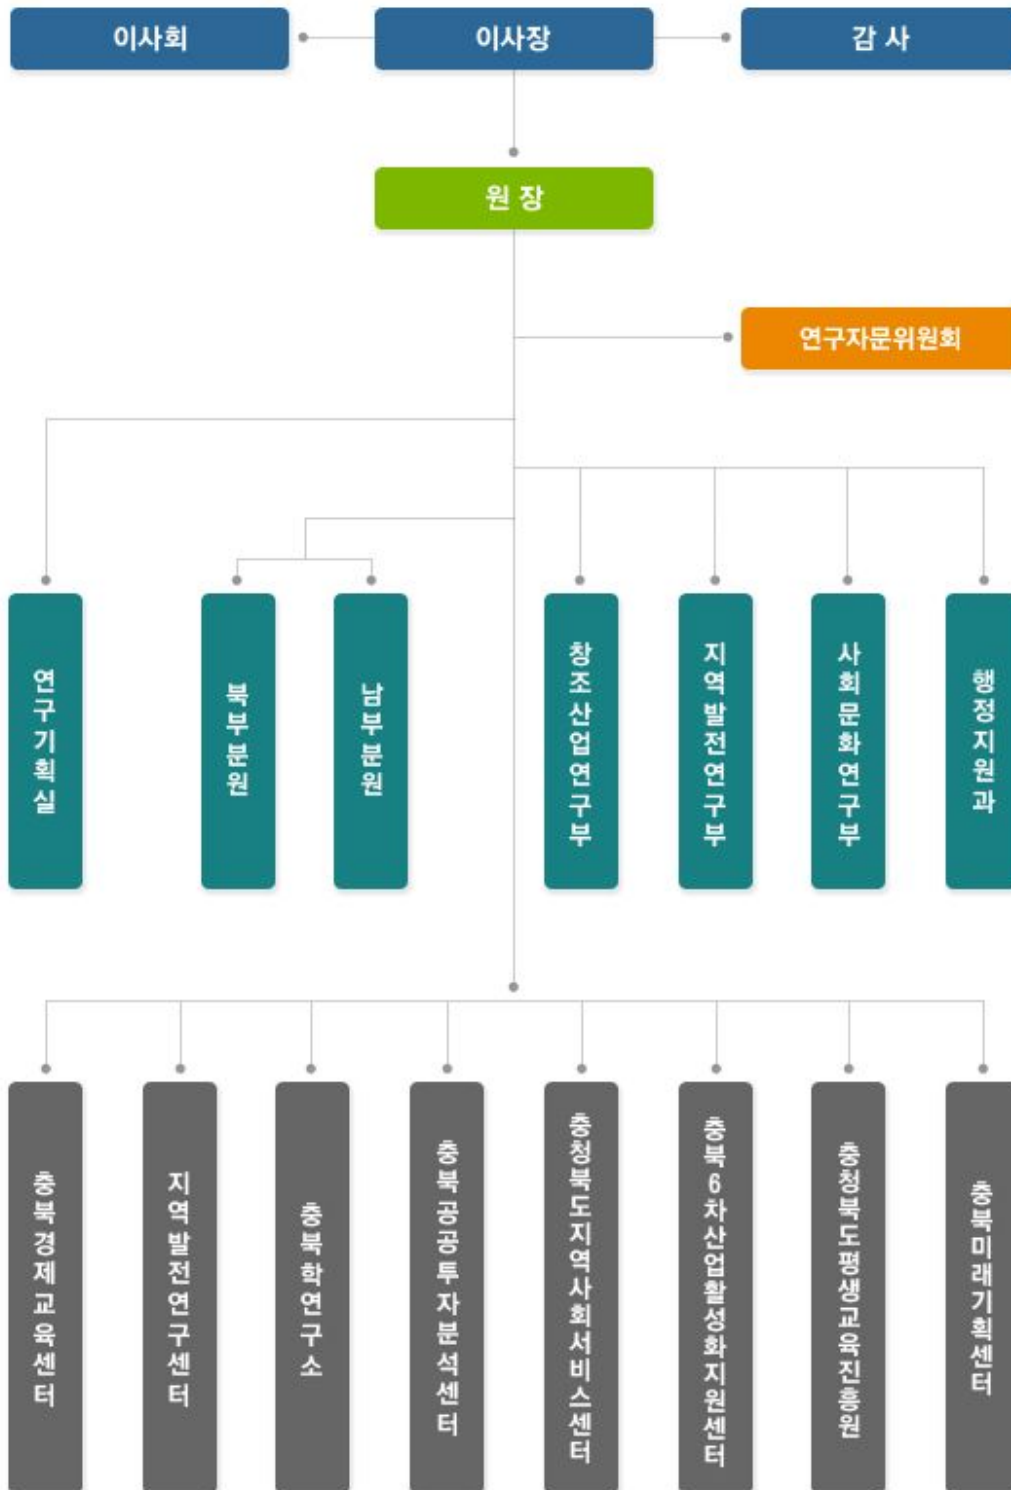 이사회
이사장
감 사
원 장
연구자문위원회
연구기획실
북부분원
남부분원
창조산업연구부
지역발전연구부
사회문화연구부
행정지원과
충북경제교육센터
지역발전연구센터
충북학연구소
충북공공투자분석센터
충청북도지역사회서비스센터
충북6차산업활성화지원센터
충청북도평생교육진흥원
충북미래기획센터